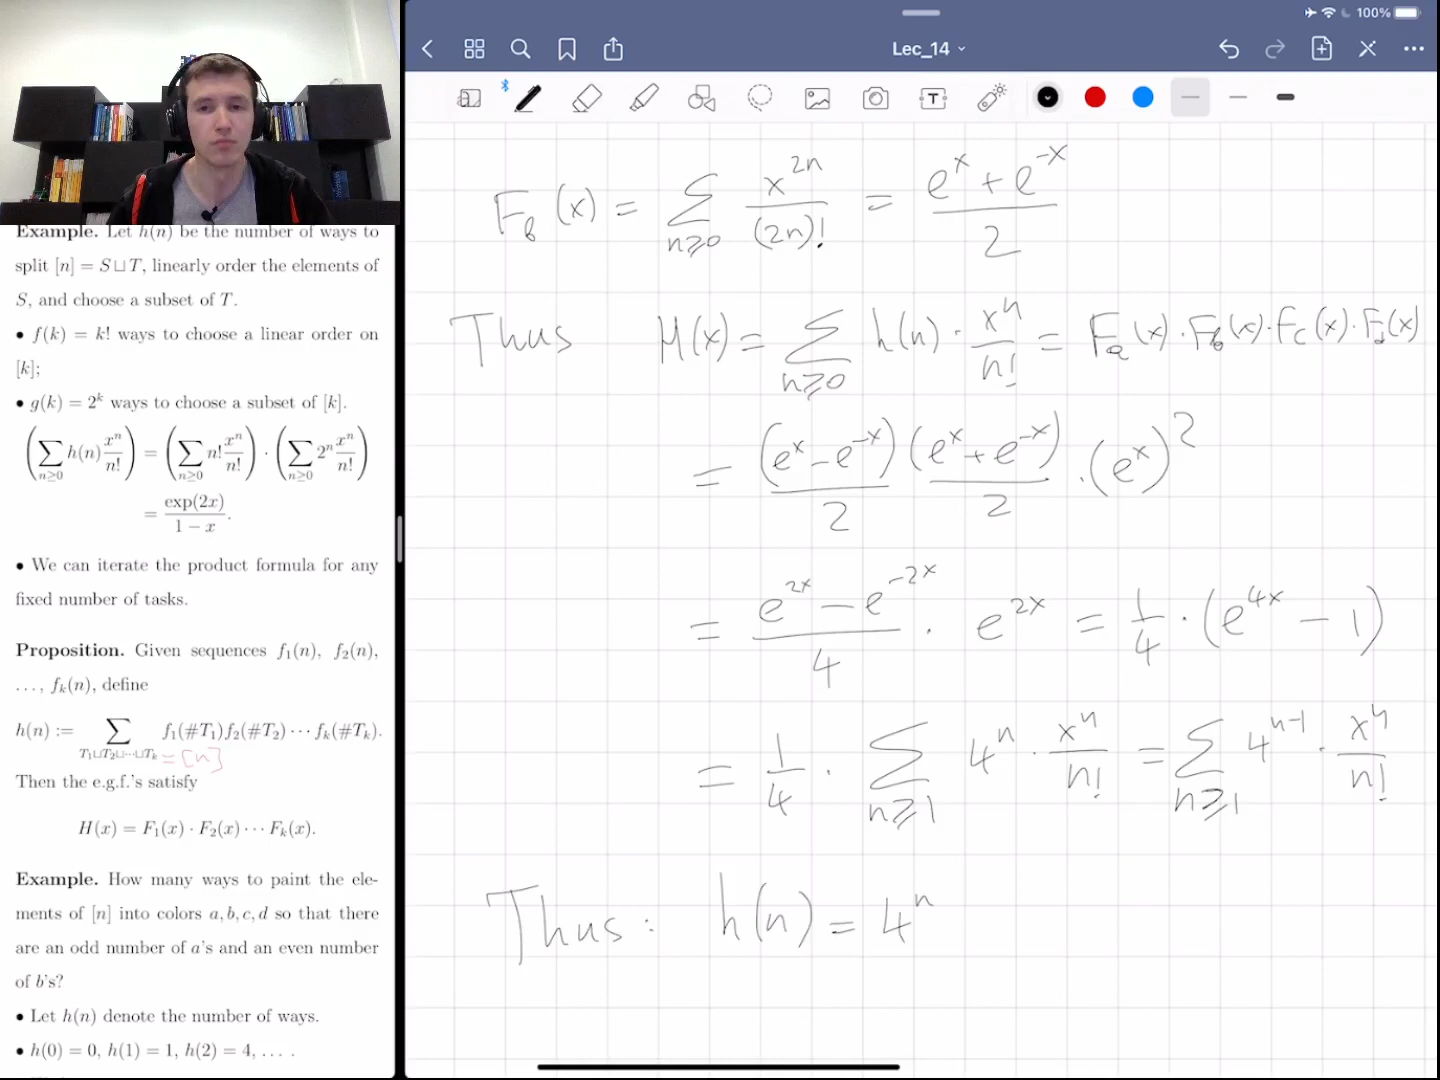 100%
Lec_14
Example. Let h(n) be the number of ways to
split [n] = S⊔T, linearly order the elements of
S, and choose a subset of T.
• f(k) = k! ways to choose a linear order on
[k];
• g(k) = 2^k ways to choose a subset of [k].
(∑_{n≥0} h(n) x^n/n!) = (∑_{n≥0} n! x^n/n!) · (∑_{n≥0} 2^n x^n/n!)
= exp(2x)/(1 − x).
• We can iterate the product formula for any
fixed number of tasks.
Proposition. Given sequences f_1(n), f_2(n),
…, f_k(n), define
h(n) := ∑_{T_1⊔T_2⊔···⊔T_k = [n]} f_1(#T_1)f_2(#T_2)···f_k(#T_k).
Then the e.g.f.'s satisfy
H(x) = F_1(x) · F_2(x) ··· F_k(x).
Example. How many ways to paint the ele-
ments of [n] into colors a, b, c, d so that there
are an odd number of a's and an even number
of b's?
• Let h(n) denote the number of ways.
• h(0) = 0, h(1) = 1, h(2) = 4, … .
F_b(x) = ∑_{n≥0} x^{2n}/(2n)! = (e^x + e^{-x})/2
Thus H(x) = ∑_{n≥0} h(n) · x^n/n! = F_a(x) · F_b(x) · F_c(x) · F_d(x)
= (e^x − e^{-x})/2 (e^x + e^{-x})/2 · (e^x)^2
= (e^{2x} − e^{-2x})/4 · e^{2x} = 1/4 · (e^{4x} − 1)
= 1/4 · ∑_{n≥1} 4^n · x^n/n! = ∑_{n≥1} 4^{n-1} · x^n/n!
Thus: h(n) = 4^n